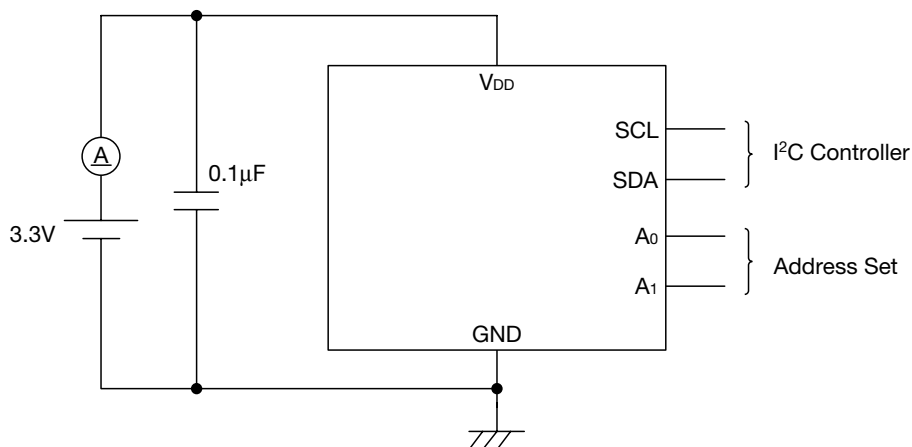 VDD
SCL
I²C Controller
SDA
A
0.1μF
3.3V
A0
Address Set
A1
GND